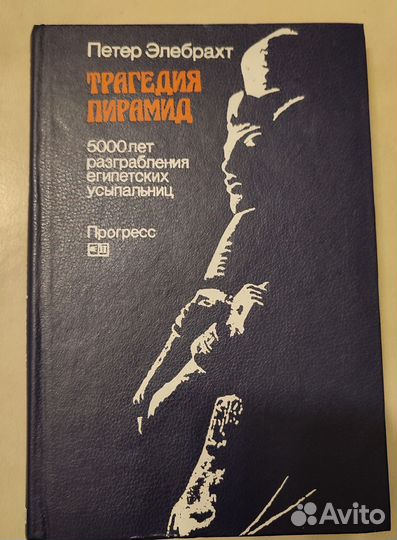 Петер Элебрахт
ТРАГЕДИЯ
ПИРАМИД
5000 лет
разграбления
египетских
усыпальниц
Прогресс
Avito